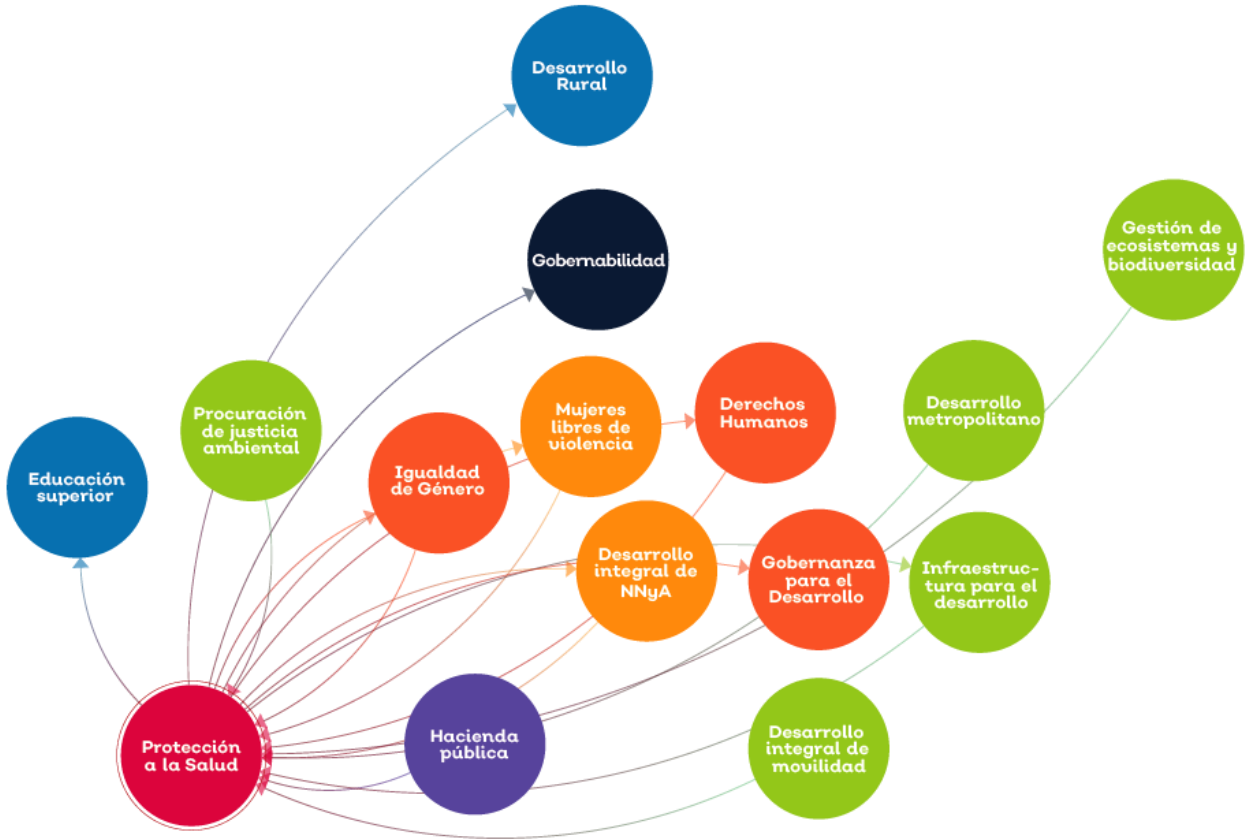 Desarrollo
Rural
Gobernabilidad
Gestión de
ecosistemas y
biodiversidad
Procuración
de justicia
ambiental
Mujeres
libres de
violencia
Derechos
Humanos
Desarrollo
metropolitano
Educación
superior
Igualdad
de Género
Desarrollo
integral de
NNyA
Gobernanza
para el
Desarrollo
Infraestruc-
tura para el
desarrollo
Protección
a la Salud
Hacienda
pública
Desarrollo
integral de
movilidad